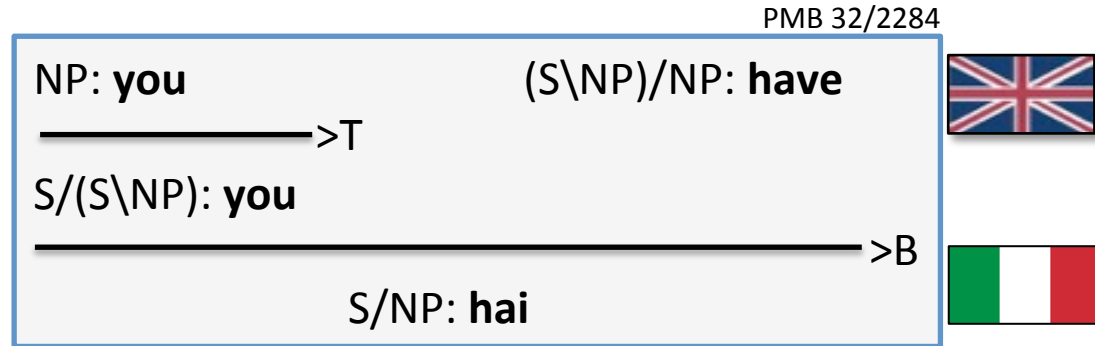 PMB 32/2284
NP: you (S\NP)/NP: have
>T
S/(S\NP): you
>B
S/NP: hai